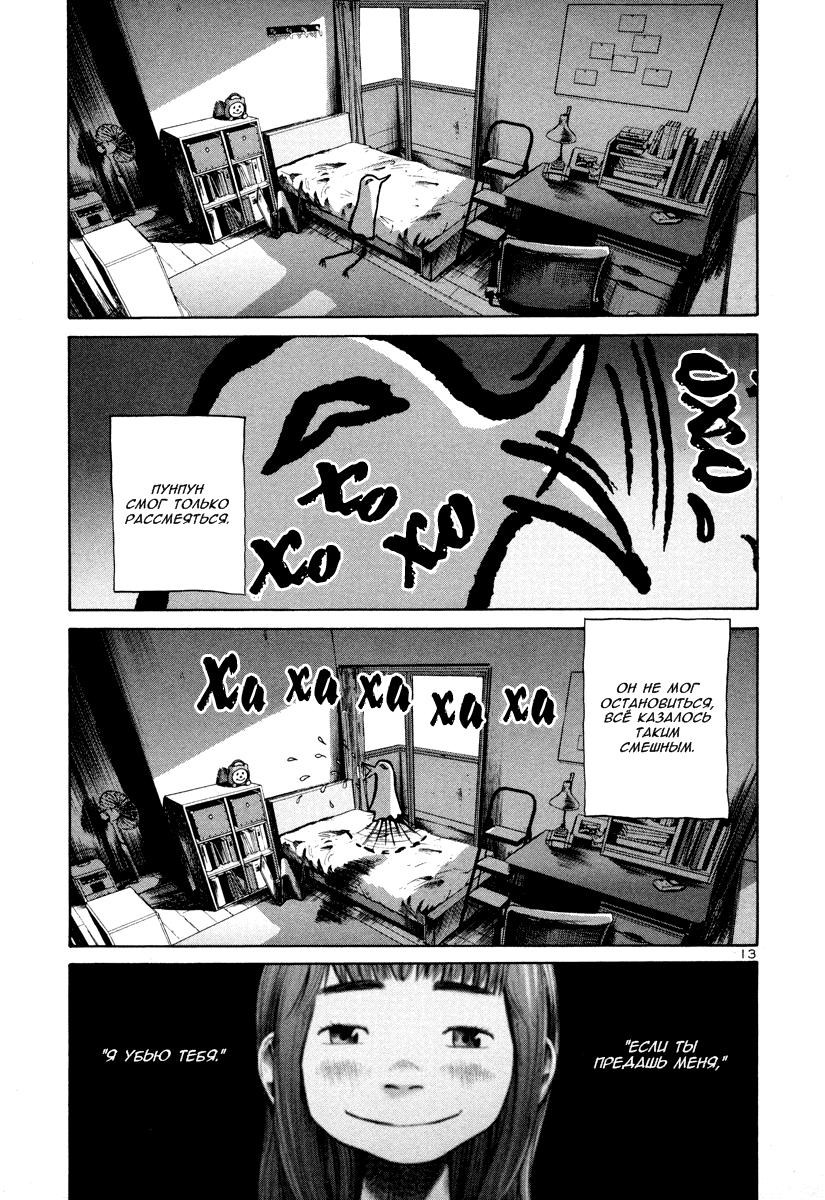 ПУНПУН
СМОГ ТОЛЬКО
РАССМЕЯТЬСЯ.
ОХО-
ХО
ХО
ХО
ОН НЕ МОГ
ОСТАНОВИТЬСЯ,
ВСЁ КАЗАЛОСЬ
ТАКИМ
СМЕШНЫМ.
Ха ха ха ха ха
13
"ЕСЛИ ТЫ
ПРЕДАШЬ МЕНЯ,"
"Я УБЬЮ ТЕБЯ."